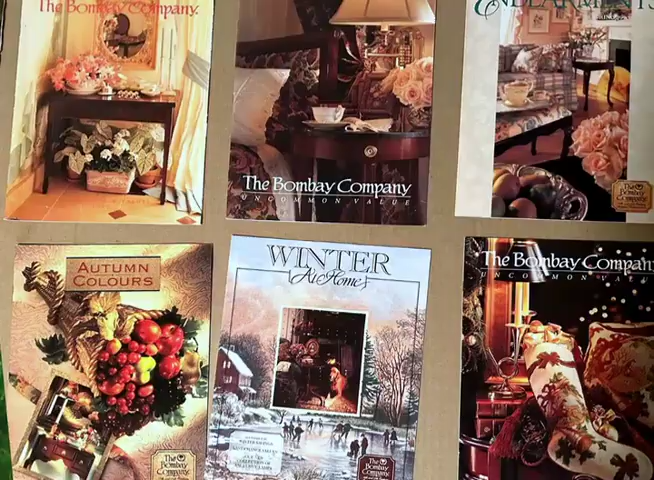 The Bombay Company.
The Bombay Company
UNCOMMON VALUE
ENDEARMENTS
The
Bombay
Company
AUTUMN
COLOURS
The
Bombay
Company
WINTER
At Home
The
Bombay
Company
The Bombay Company
UNCOMMON VALUE